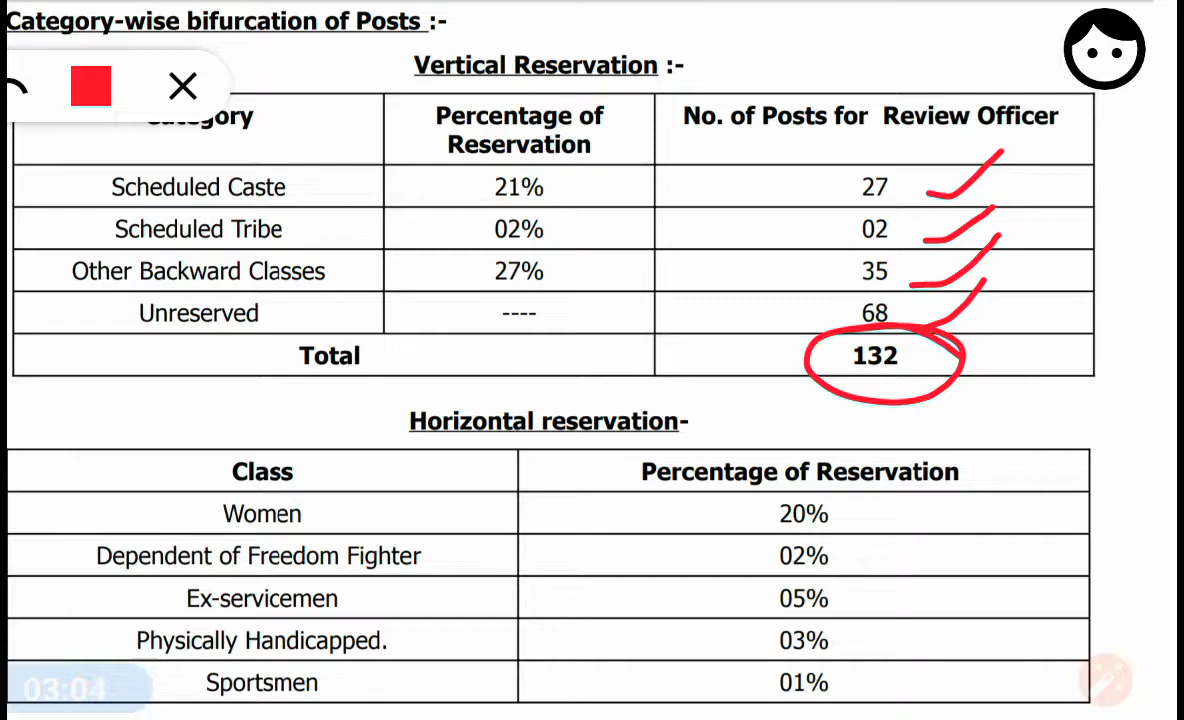 Category-wise bifurcation of Posts :-
Vertical Reservation :-
Category Percentage of Reservation No. of Posts for Review Officer
Scheduled Caste 21% 27
Scheduled Tribe 02% 02
Other Backward Classes 27% 35
Unreserved ---- 68
Total 132
Horizontal reservation-
Class Percentage of Reservation
Women 20%
Dependent of Freedom Fighter 02%
Ex-servicemen 05%
Physically Handicapped. 03%
Sportsmen 01%
03:04